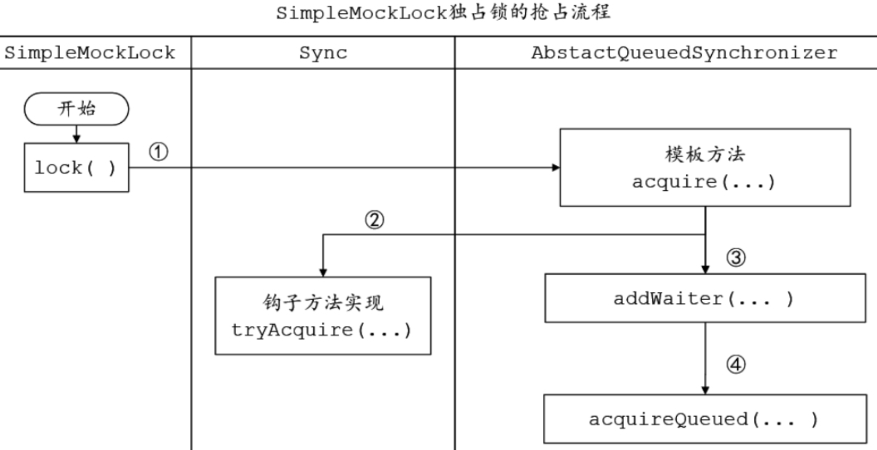 SimpleMockLock独占锁的抢占流程
SimpleMockLock
Sync
AbstactQueuedSynchronizer
开始
lock( )
①
模板方法
acquire(...)
②
③
钩子方法实现
tryAcquire(...)
addWaiter(... )
④
acquireQueued(... )